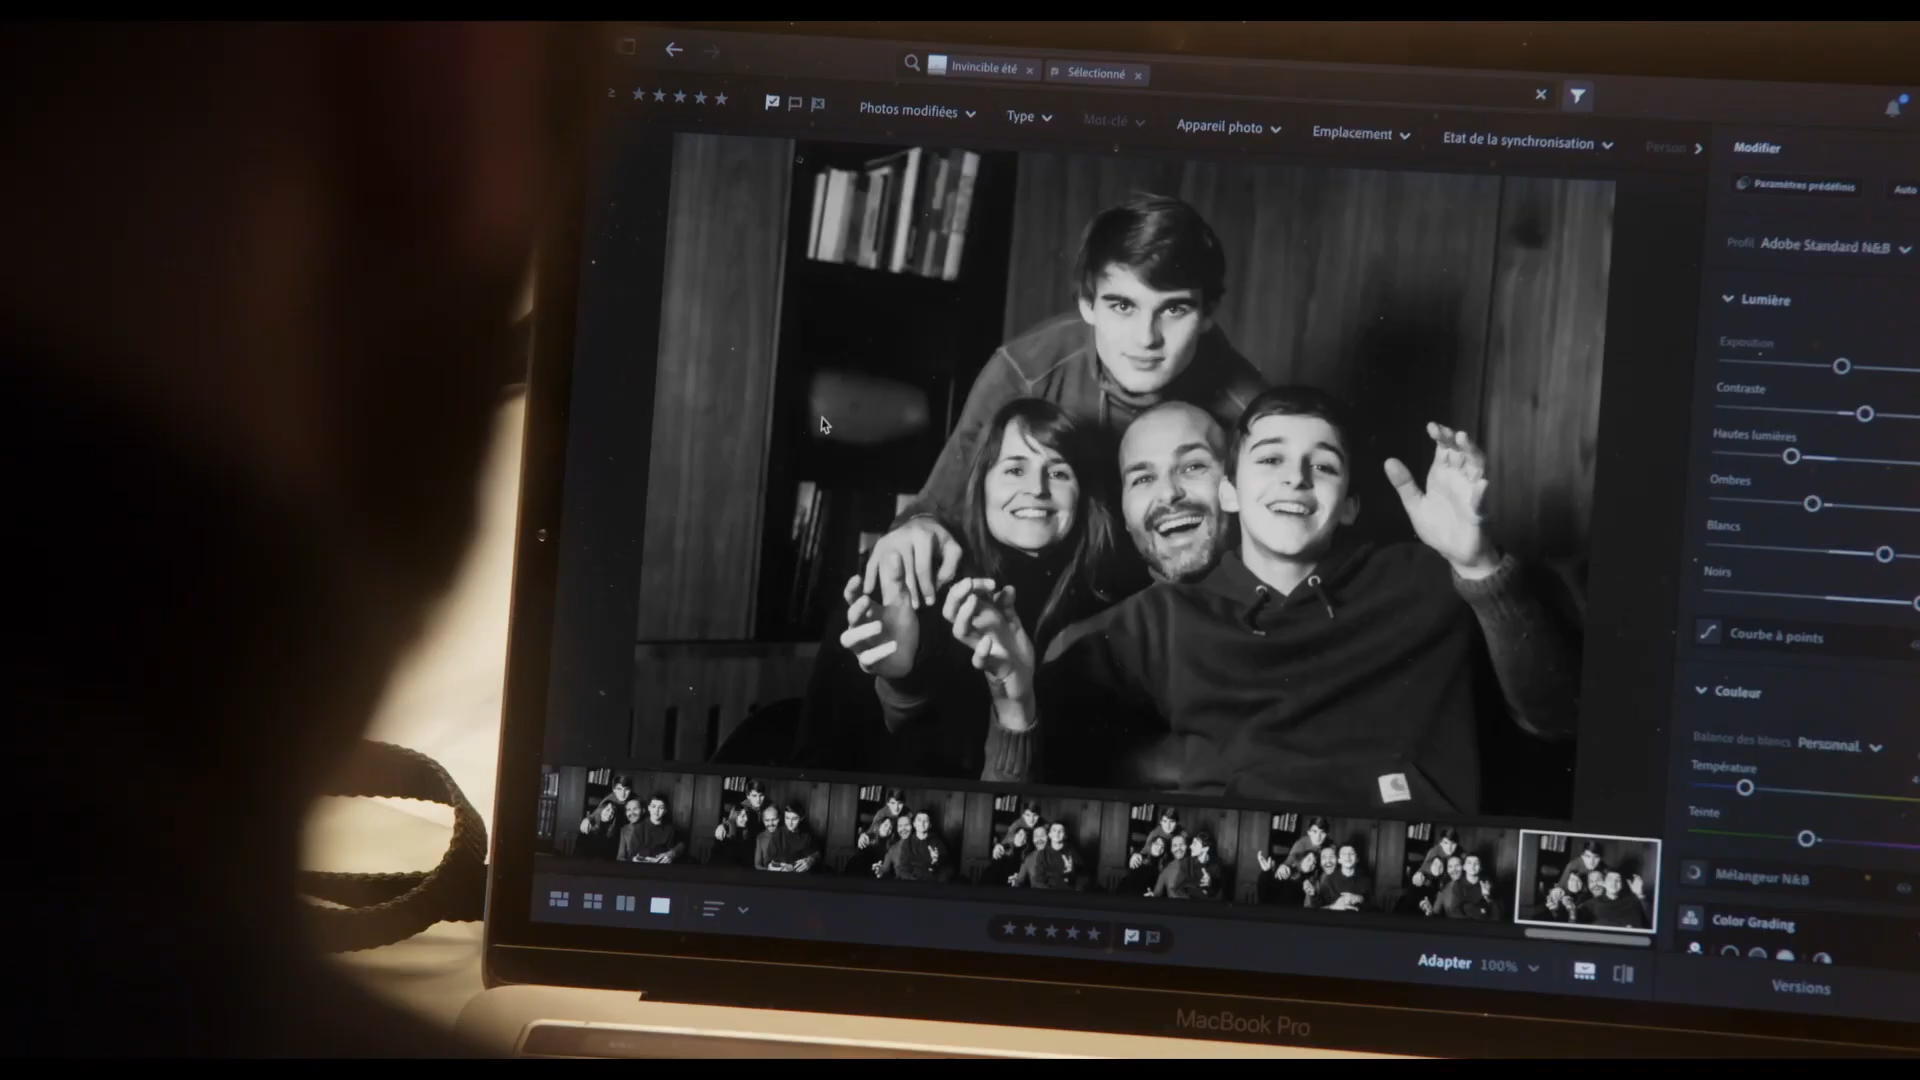 Invincible été × Sélectionné ×
≥ ★★★★★ Photos modifiées Type Mot-clé Appareil photo Emplacement Etat de la synchronisation Person
Modifier
Paramètres prédéfinis Auto
Profil Adobe Standard N&B
Lumière
Exposition
Contraste
Hautes lumières
Ombres
Blancs
Noirs
Courbe à points
Couleur
Balance des blancs Personnal.
Température
Teinte
Mélangeur N&B
Color Grading
Adapter 100%
Versions
MacBook Pro